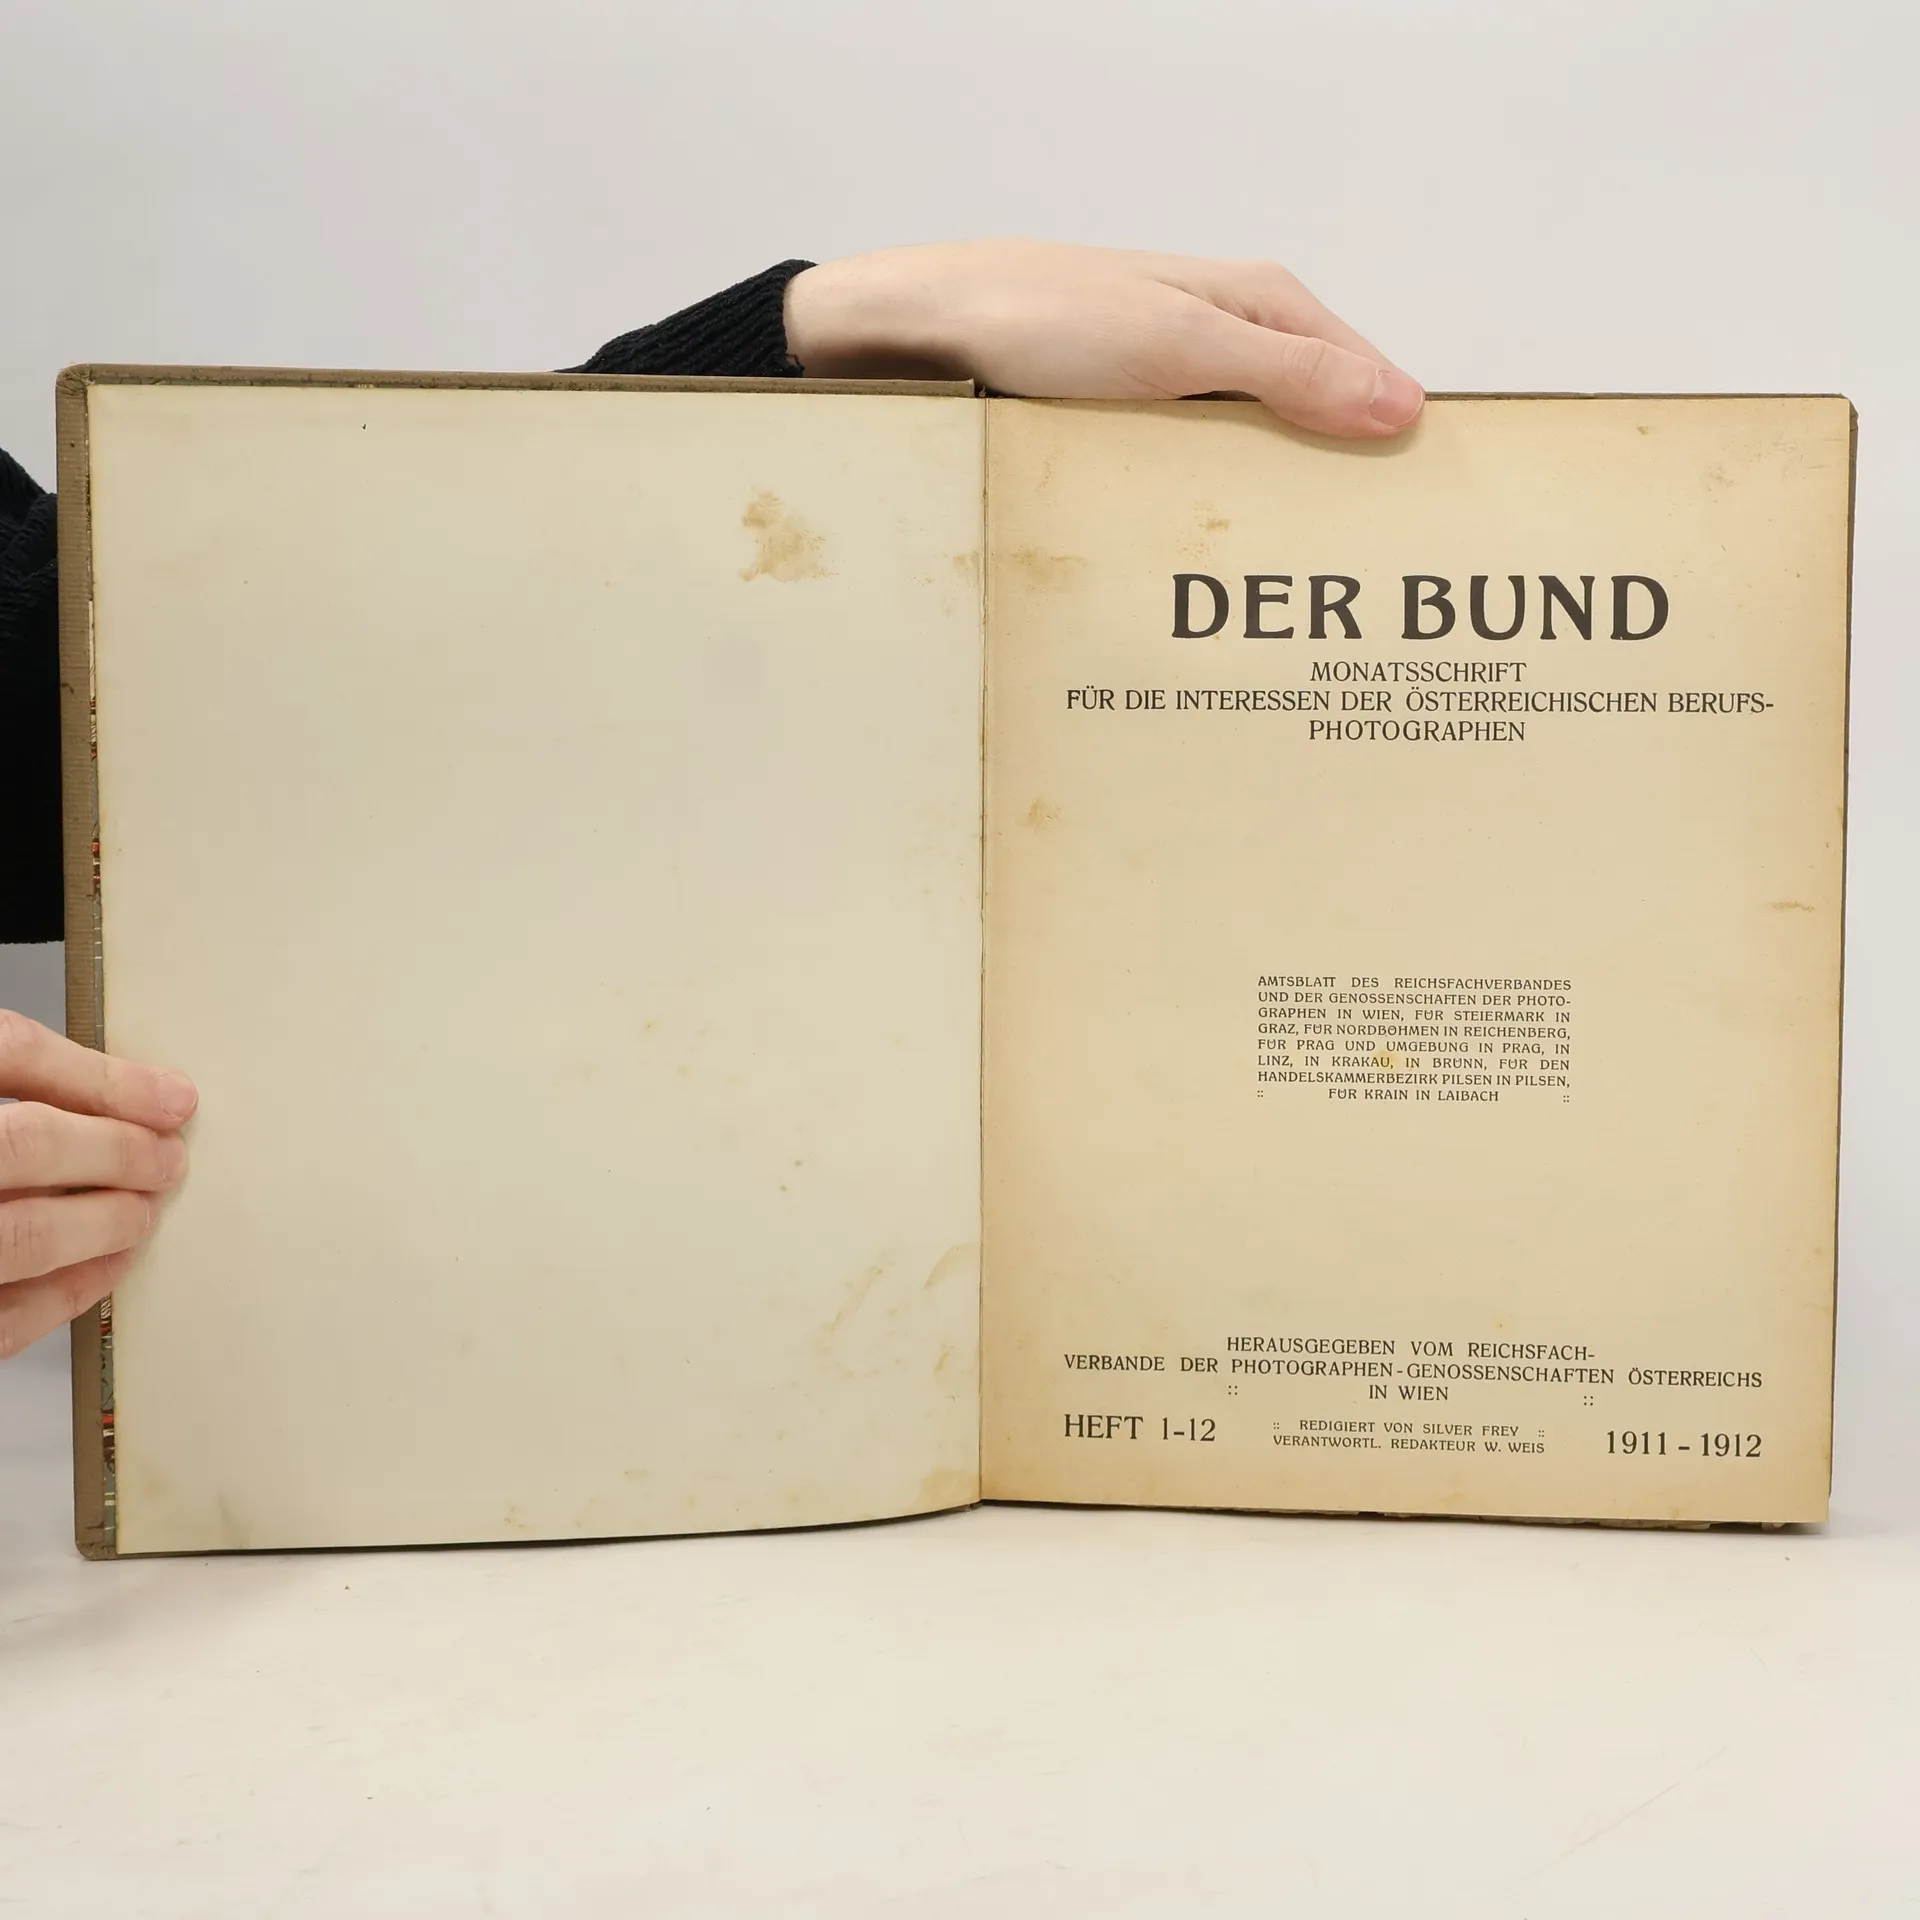 DER BUND
MONATSSCHRIFT
FÜR DIE INTERESSEN DER ÖSTERREICHISCHEN BERUFS-
PHOTOGRAPHEN
AMTSBLATT DES REICHSFACHVERBANDES
UND DER GENOSSENSCHAFTEN DER PHOTO-
GRAPHEN IN WIEN, FÜR STEIERMARK IN
GRAZ, FÜR NORDBÖHMEN IN REICHENBERG,
FÜR PRAG UND UMGEBUNG IN PRAG, IN
LINZ, IN KRAKAU, IN BRÜNN, FÜR DEN
HANDELSKAMMERBEZIRK PILSEN IN PILSEN,
:: FÜR KRAIN IN LAIBACH ::
HERAUSGEGEBEN VOM REICHSFACH-
VERBANDE DER PHOTOGRAPHEN-GENOSSENSCHAFTEN ÖSTERREICHS
:: IN WIEN ::
HEFT 1-12
:: REDIGIERT VON SILVER FREY ::
VERANTWORTL. REDAKTEUR W. WEIS
1911-1912